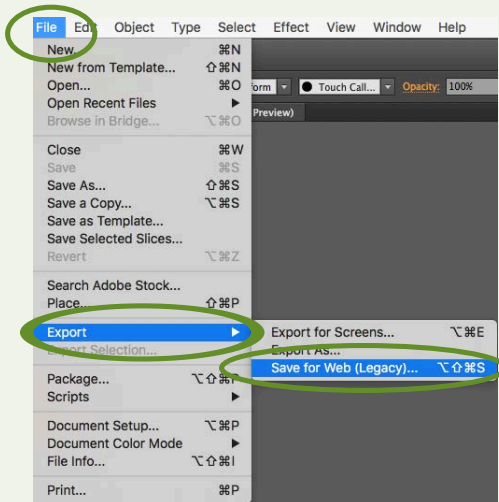 File Edit Object Type Select Effect View Window Help
New... ⌘N
New from Template... ⇧⌘N
Open... ⌘O
Open Recent Files ▶
Browse in Bridge... ⌥⌘O
Close ⌘W
Save ⌘S
Save As... ⇧⌘S
Save a Copy... ⌥⌘S
Save as Template...
Save Selected Slices...
Revert ⌥⌘Z
Search Adobe Stock...
Place... ⇧⌘P
Export ▶
Export Selection...
Package... ⌥⇧⌘P
Scripts ▶
Document Setup... ⌥⌘P
Document Color Mode ▶
File Info... ⌥⇧⌘I
Print... ⌘P
orm Touch Call... Opacity: 100%
Preview)
Export for Screens... ⌥⌘E
Export As...
Save for Web (Legacy)... ⌥⇧⌘S